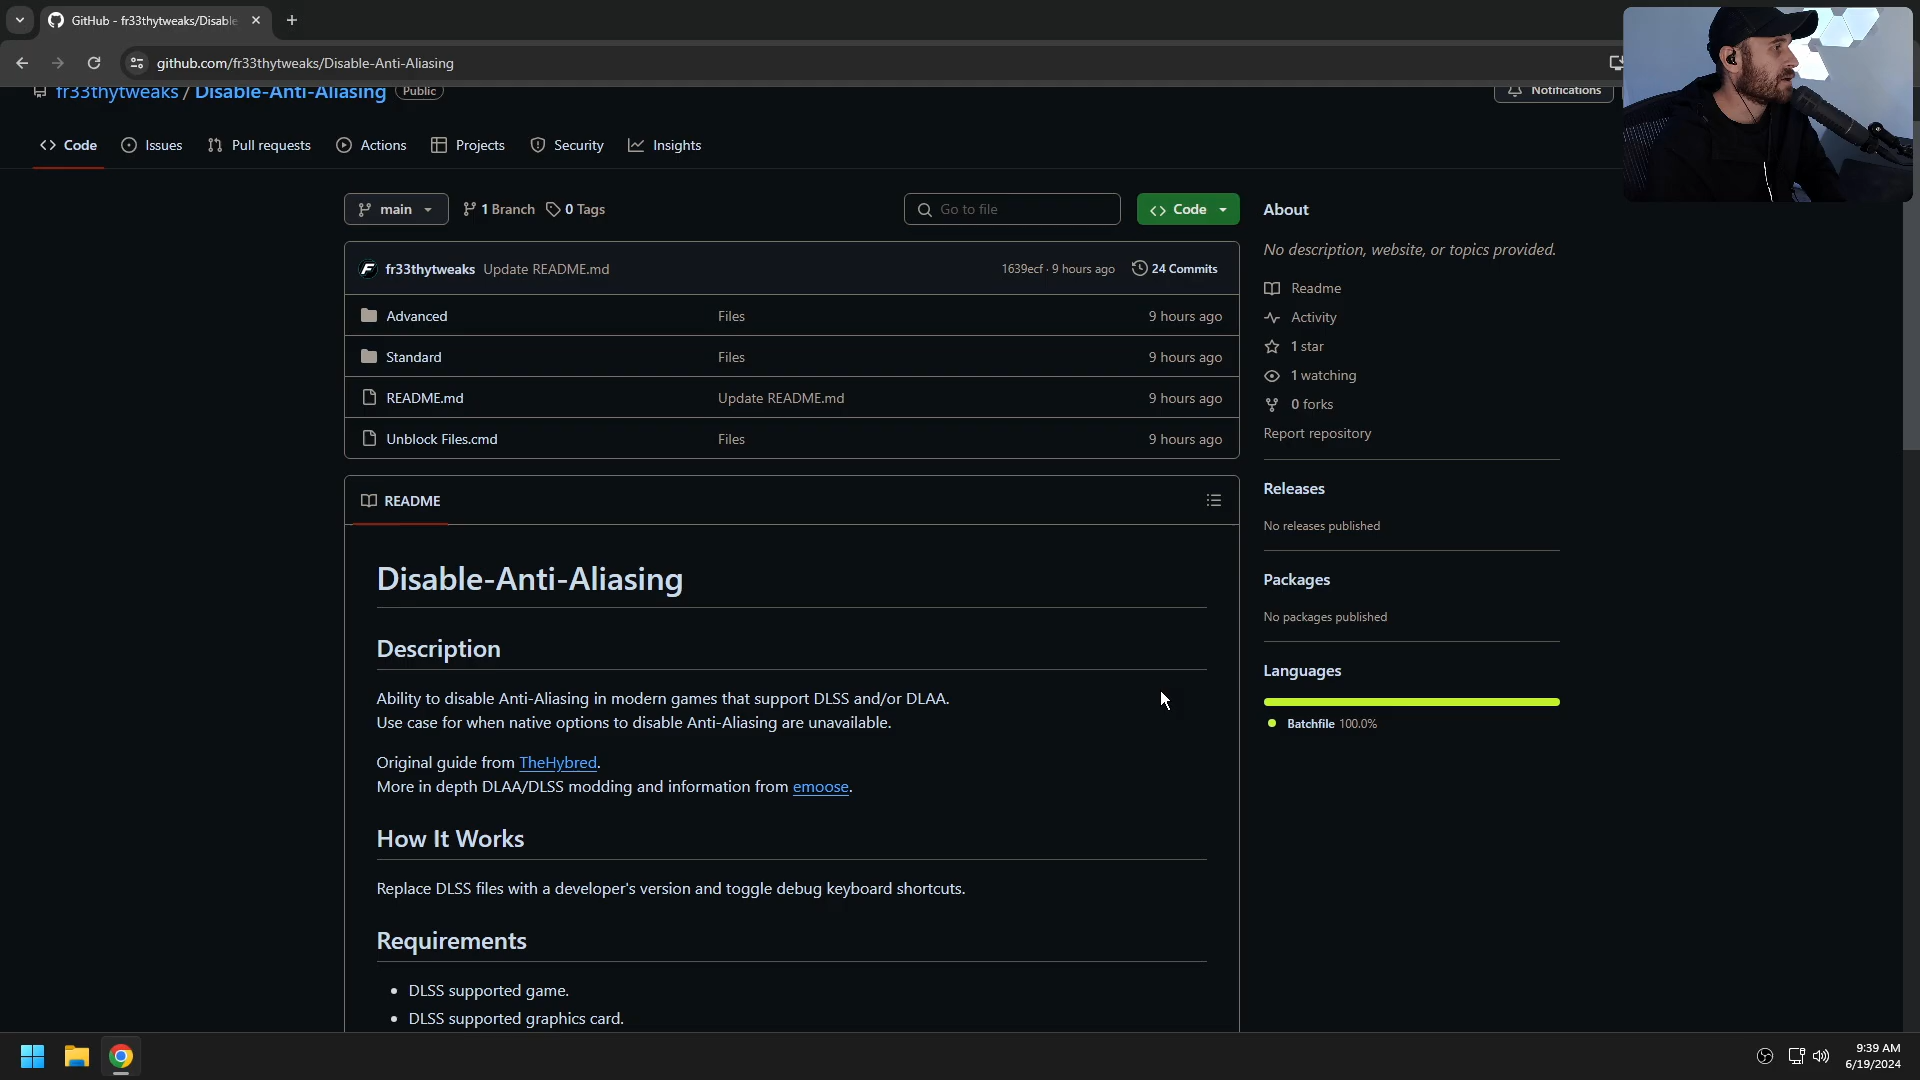 GitHub - fr33thytweaks/Disable
github.com/fr33thytweaks/Disable-Anti-Aliasing
fr33thytweaks / Disable-Anti-Aliasing Public
Notifications
Code Issues Pull requests Actions Projects Security Insights
main 1 Branch 0 Tags Go to file Code
fr33thytweaks Update README.md 1639ecf · 9 hours ago 24 Commits
Advanced Files 9 hours ago
Standard Files 9 hours ago
README.md Update README.md 9 hours ago
Unblock Files.cmd Files 9 hours ago
README
Disable-Anti-Aliasing
Description
Ability to disable Anti-Aliasing in modern games that support DLSS and/or DLAA.
Use case for when native options to disable Anti-Aliasing are unavailable.
Original guide from TheHybred.
More in depth DLAA/DLSS modding and information from emoose.
How It Works
Replace DLSS files with a developer's version and toggle debug keyboard shortcuts.
Requirements
• DLSS supported game.
• DLSS supported graphics card.
About
No description, website, or topics provided.
Readme
Activity
1 star
1 watching
0 forks
Report repository
Releases
No releases published
Packages
No packages published
Languages
Batchfile 100.0%
9:39 AM
6/19/2024